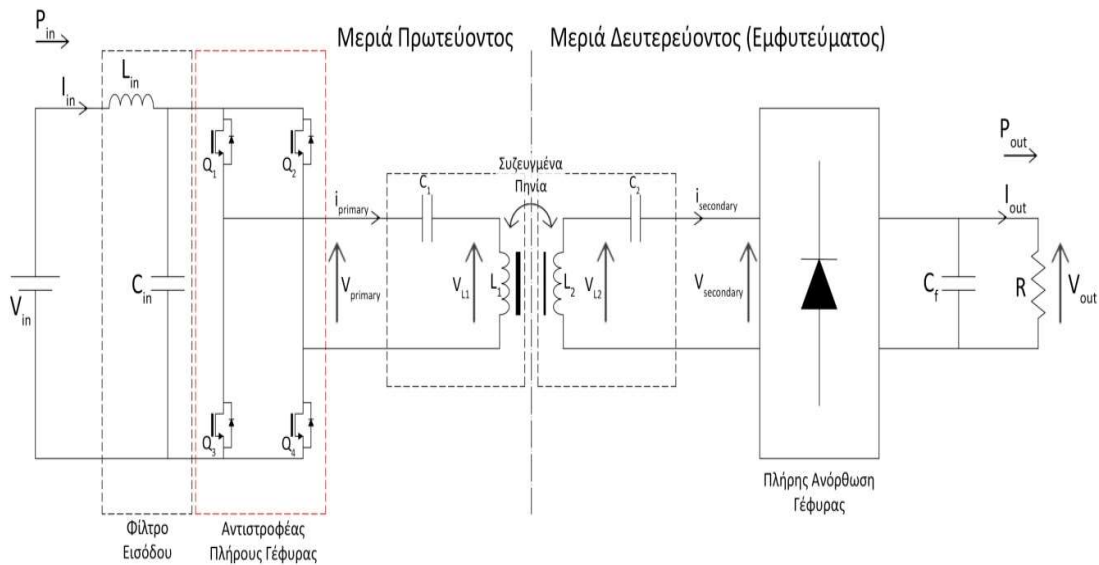 P_in
Μεριά Πρωτεύοντος
Μεριά Δευτερεύοντος (Εμφυτεύματος)
I_in
L_in
P_out
Q_1
Q_2
Συζευγμένα
Πηνία
C_1
C_2
i_primary
i_secondary
I_out
V_in
C_in
V_primary
V_L1
L_1
L_2
V_L2
V_secondary
C_f
R
V_out
Q_3
Q_4
Πλήρης Ανόρθωση
Γέφυρας
Φίλτρο
Εισόδου
Αντιστροφέας
Πλήρους Γέφυρας